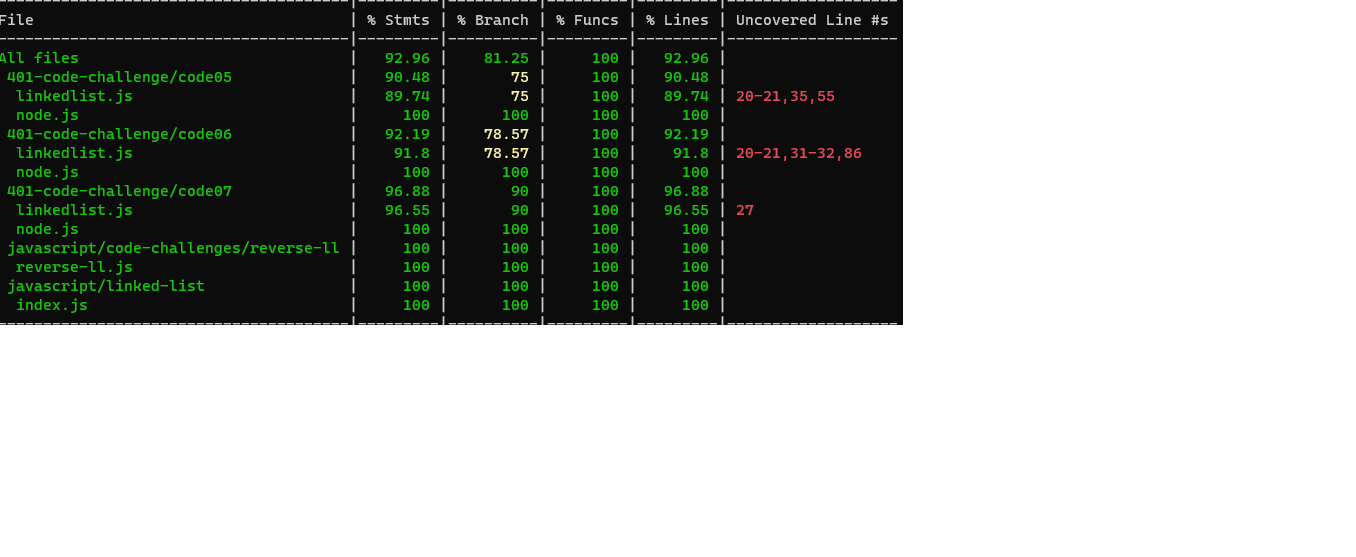 File | % Stmts | % Branch | % Funcs | % Lines | Uncovered Line #s
---------------------------------------|---------|----------|---------|---------|-------------------
All files | 92.96 | 81.25 | 100 | 92.96 |
401-code-challenge/code05 | 90.48 | 75 | 100 | 90.48 |
linkedlist.js | 89.74 | 75 | 100 | 89.74 | 20-21,35,55
node.js | 100 | 100 | 100 | 100 |
401-code-challenge/code06 | 92.19 | 78.57 | 100 | 92.19 |
linkedlist.js | 91.8 | 78.57 | 100 | 91.8 | 20-21,31-32,86
node.js | 100 | 100 | 100 | 100 |
401-code-challenge/code07 | 96.88 | 90 | 100 | 96.88 |
linkedlist.js | 96.55 | 90 | 100 | 96.55 | 27
node.js | 100 | 100 | 100 | 100 |
javascript/code-challenges/reverse-ll | 100 | 100 | 100 | 100 |
reverse-ll.js | 100 | 100 | 100 | 100 |
javascript/linked-list | 100 | 100 | 100 | 100 |
index.js | 100 | 100 | 100 | 100 |